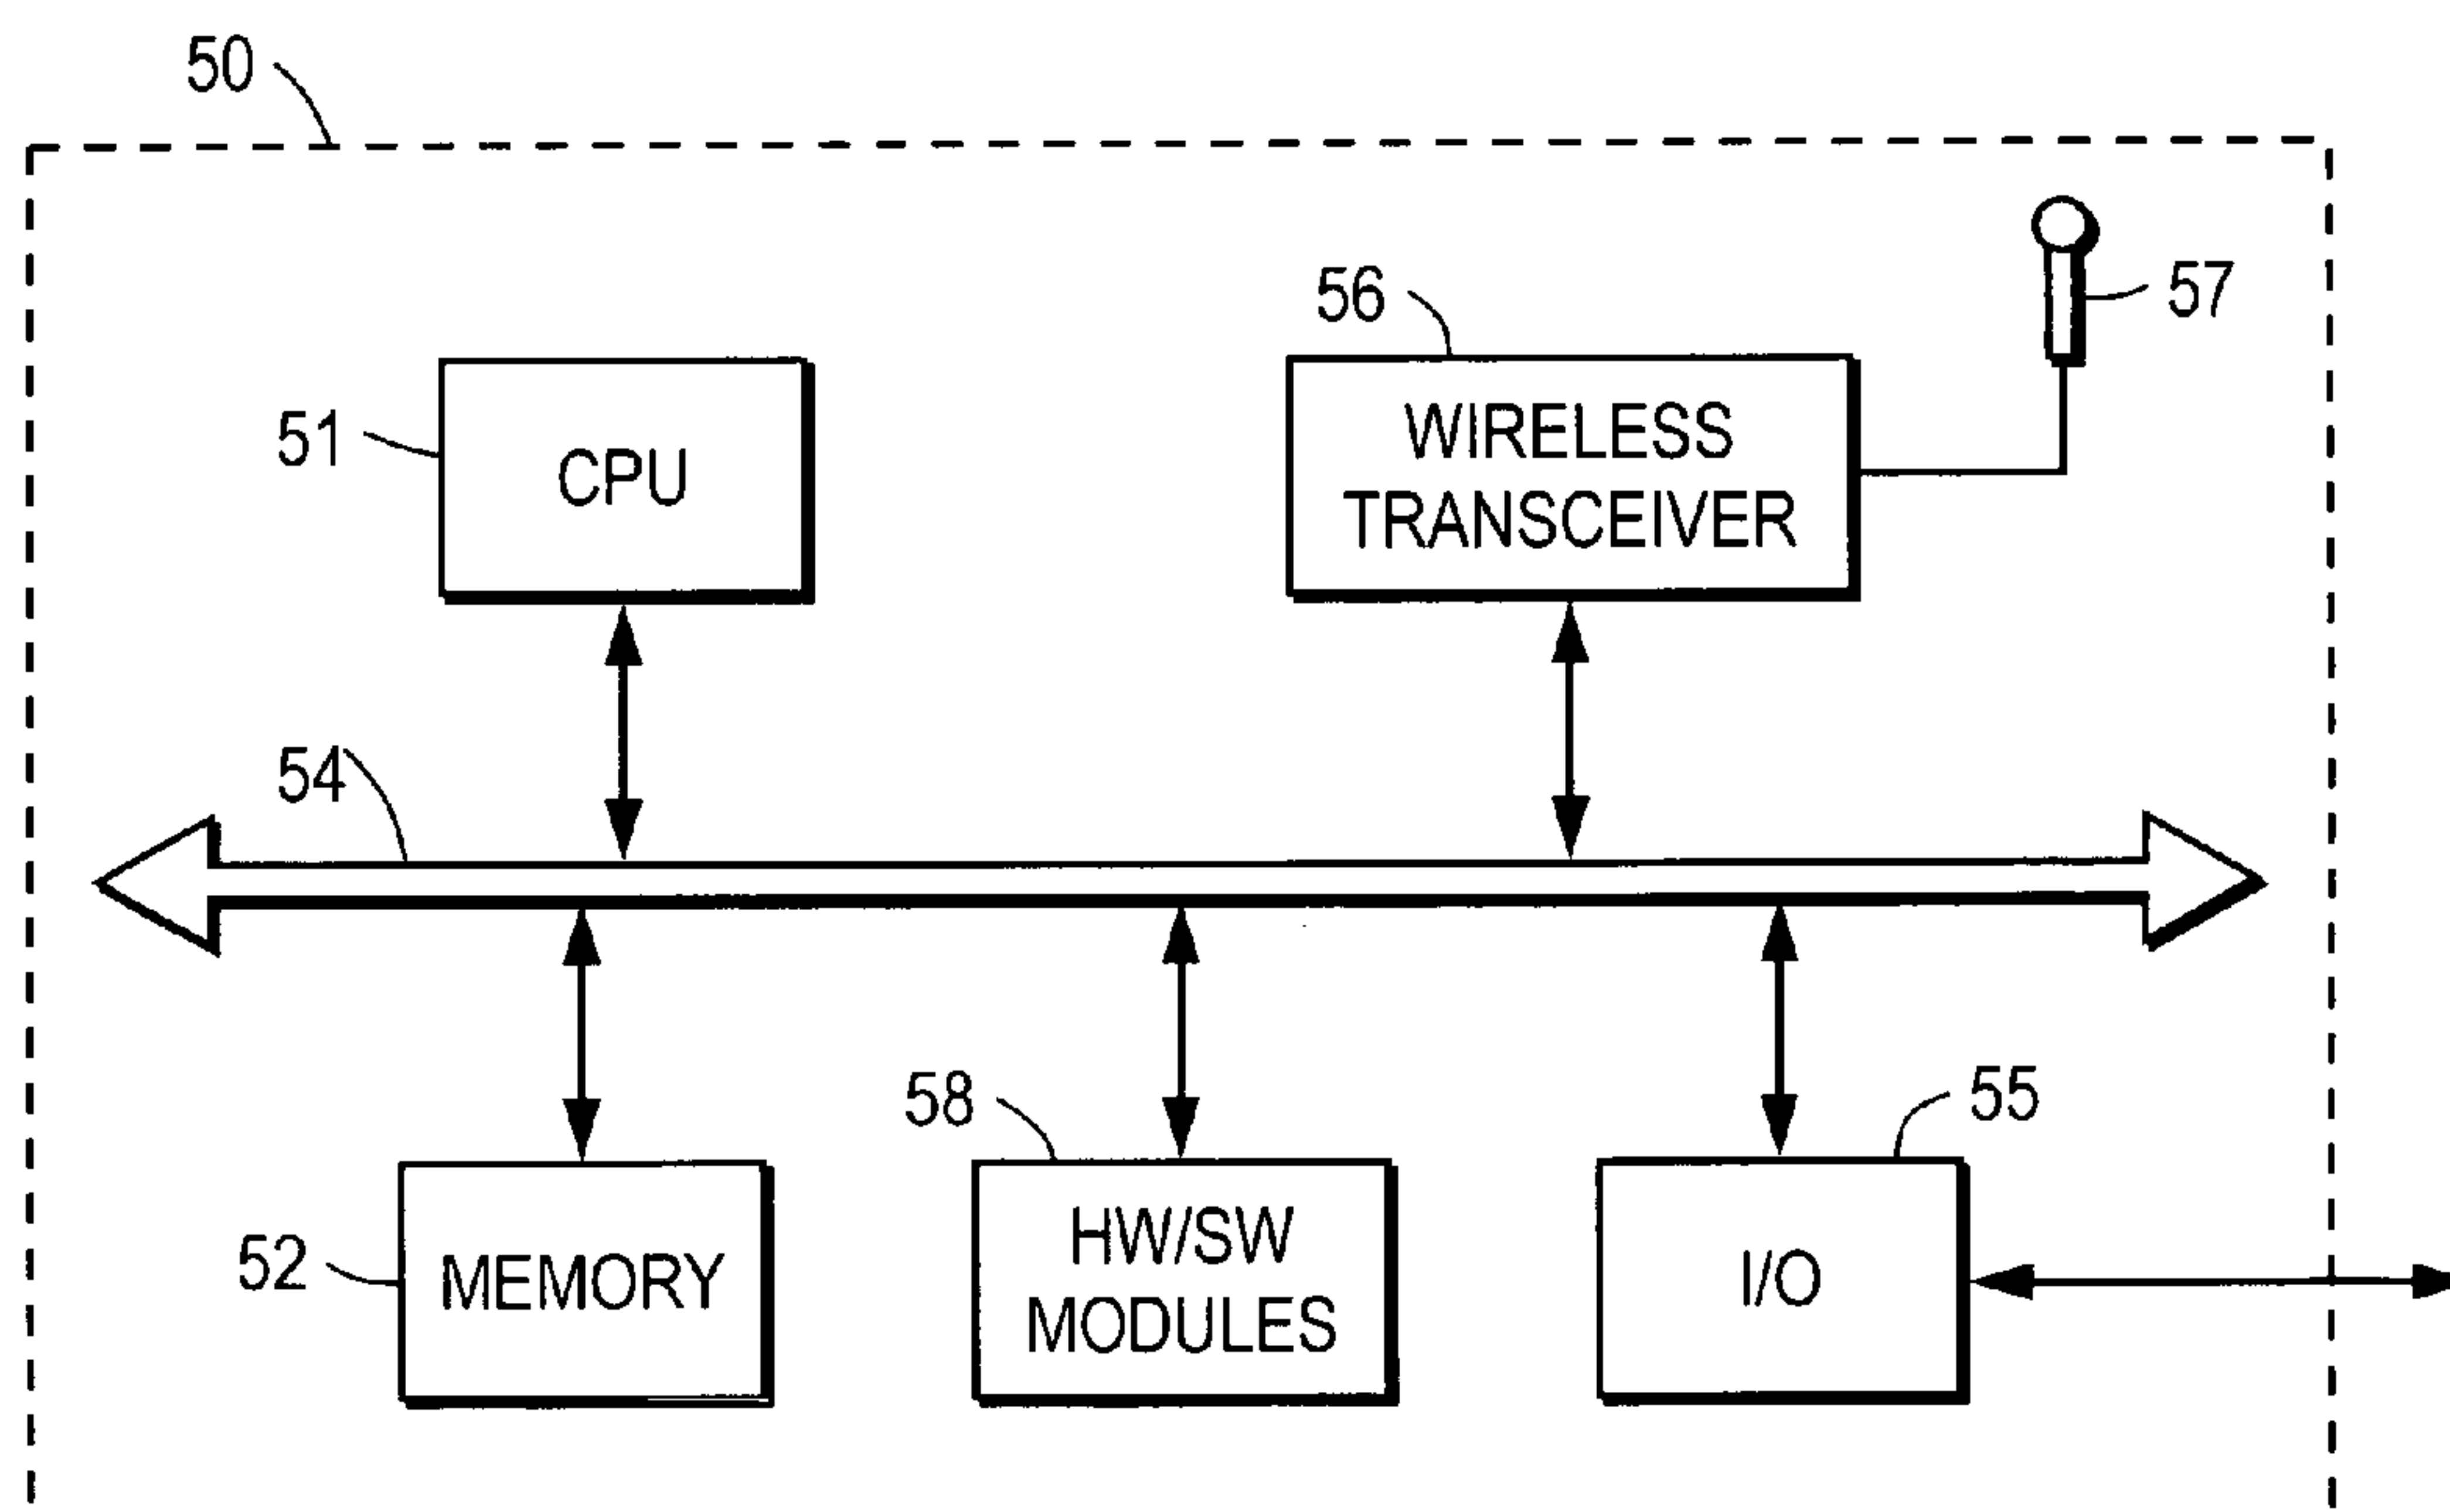 50
57
56
WIRELESS
TRANSCEIVER
51
CPU
54
58
55
52
MEMORY
HW/SW
MODULES
I/O